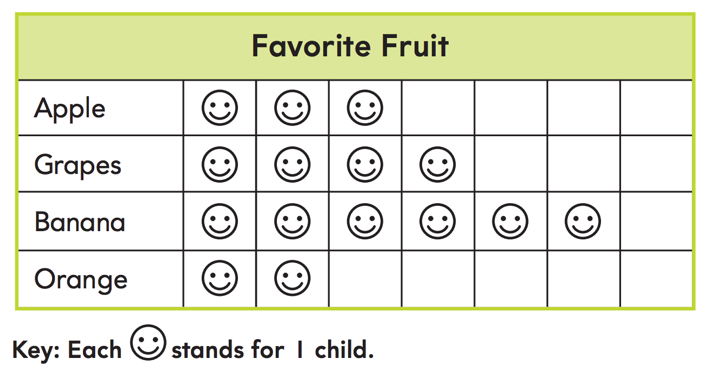 Favorite Fruit
Apple
Grapes
Banana
Orange
Key: Each stands for 1 child.